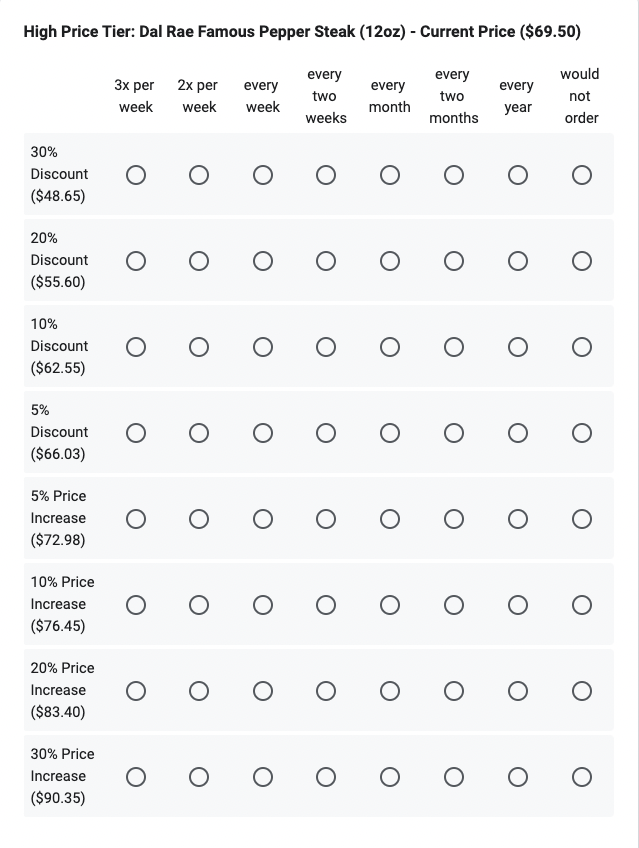 High Price Tier: Dal Rae Famous Pepper Steak (12oz) - Current Price ($69.50)
3x per week
2x per week
every week
every two weeks
every month
every two months
every year
would not order
30%
Discount
($48.65)
20%
Discount
($55.60)
10%
Discount
($62.55)
5%
Discount
($66.03)
5% Price
Increase
($72.98)
10% Price
Increase
($76.45)
20% Price
Increase
($83.40)
30% Price
Increase
($90.35)